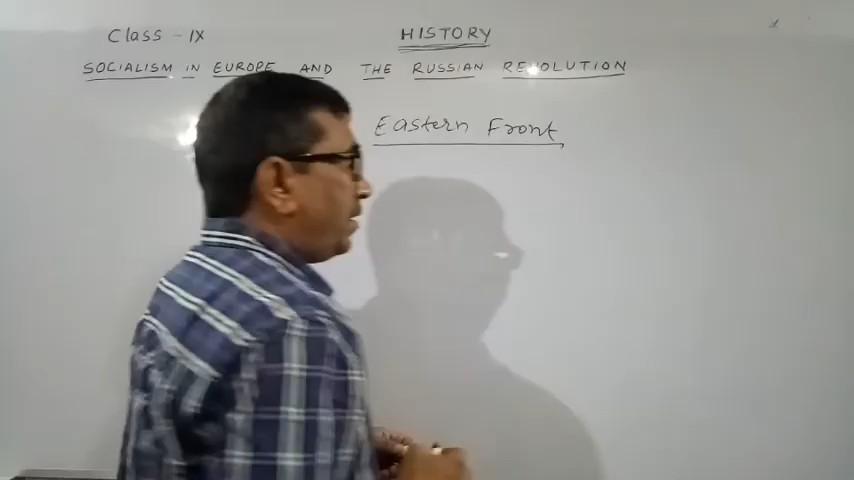 Class - IX
HISTORY
SOCIALISM IN EUROPE AND THE RUSSIAN REVOLUTION
Eastern Front